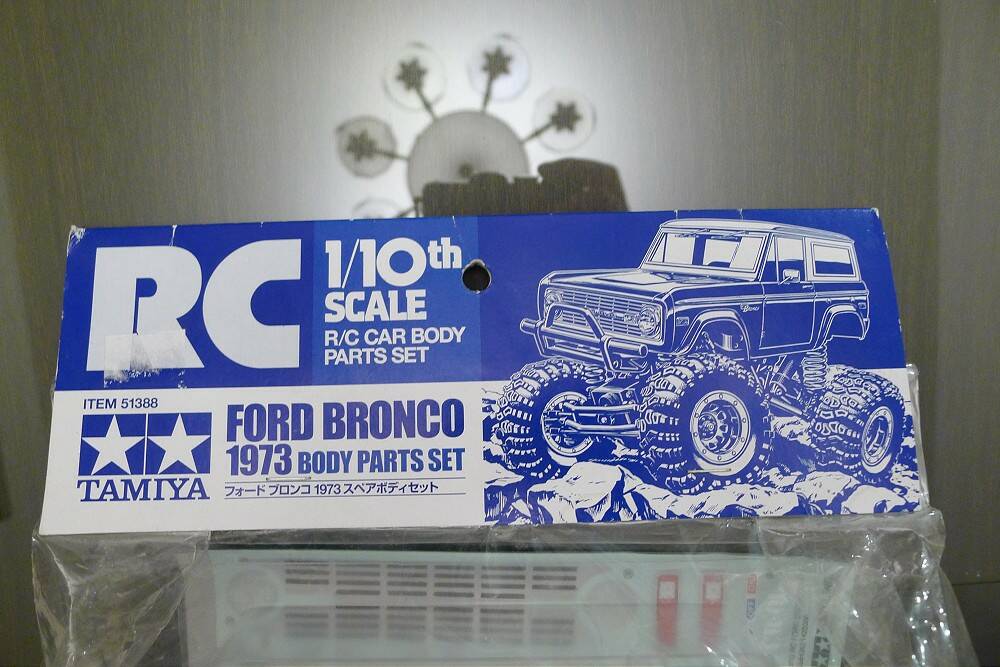 RC
1/10th
SCALE
R/C CAR BODY
PARTS SET
ITEM 51388
TAMIYA
FORD BRONCO
1973 BODY PARTS SET
フォード ブロンコ 1973 スペアボディセット
Bronco